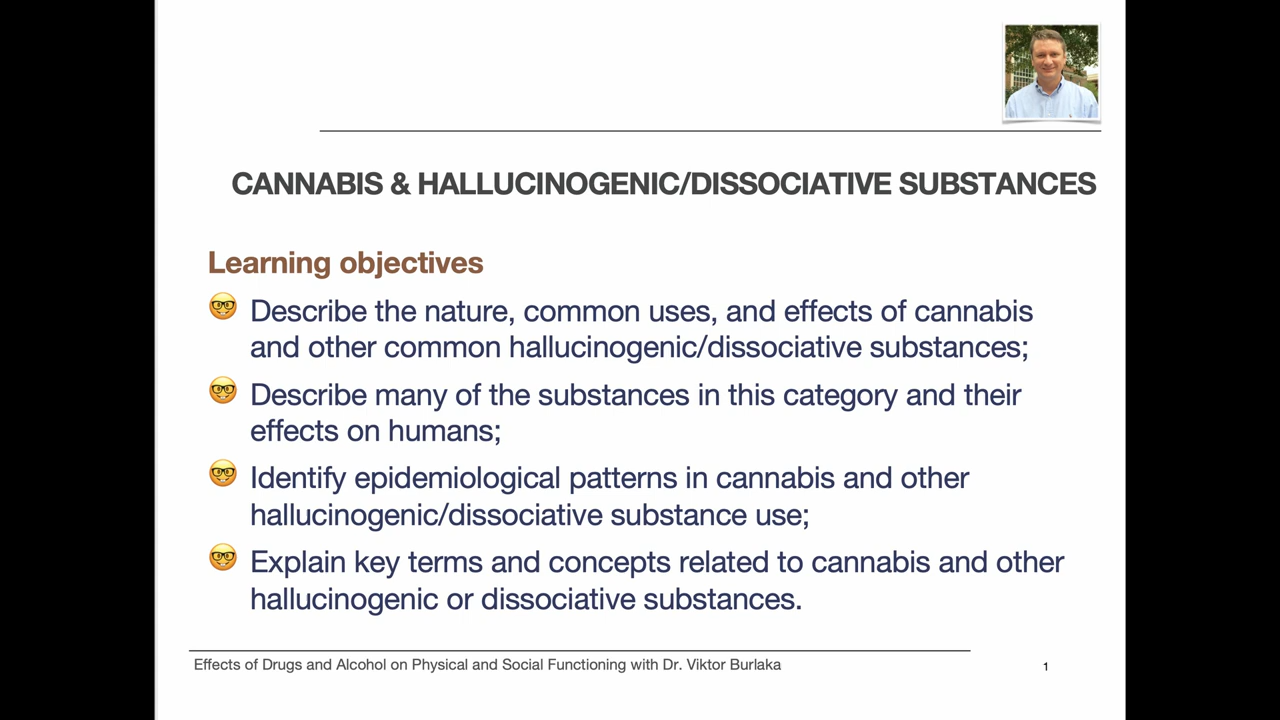 CANNABIS & HALLUCINOGENIC/DISSOCIATIVE SUBSTANCES
Learning objectives
Describe the nature, common uses, and effects of cannabis
and other common hallucinogenic/dissociative substances;
Describe many of the substances in this category and their
effects on humans;
Identify epidemiological patterns in cannabis and other
hallucinogenic/dissociative substance use;
Explain key terms and concepts related to cannabis and other
hallucinogenic or dissociative substances.
Effects of Drugs and Alcohol on Physical and Social Functioning with Dr. Viktor Burlaka
1